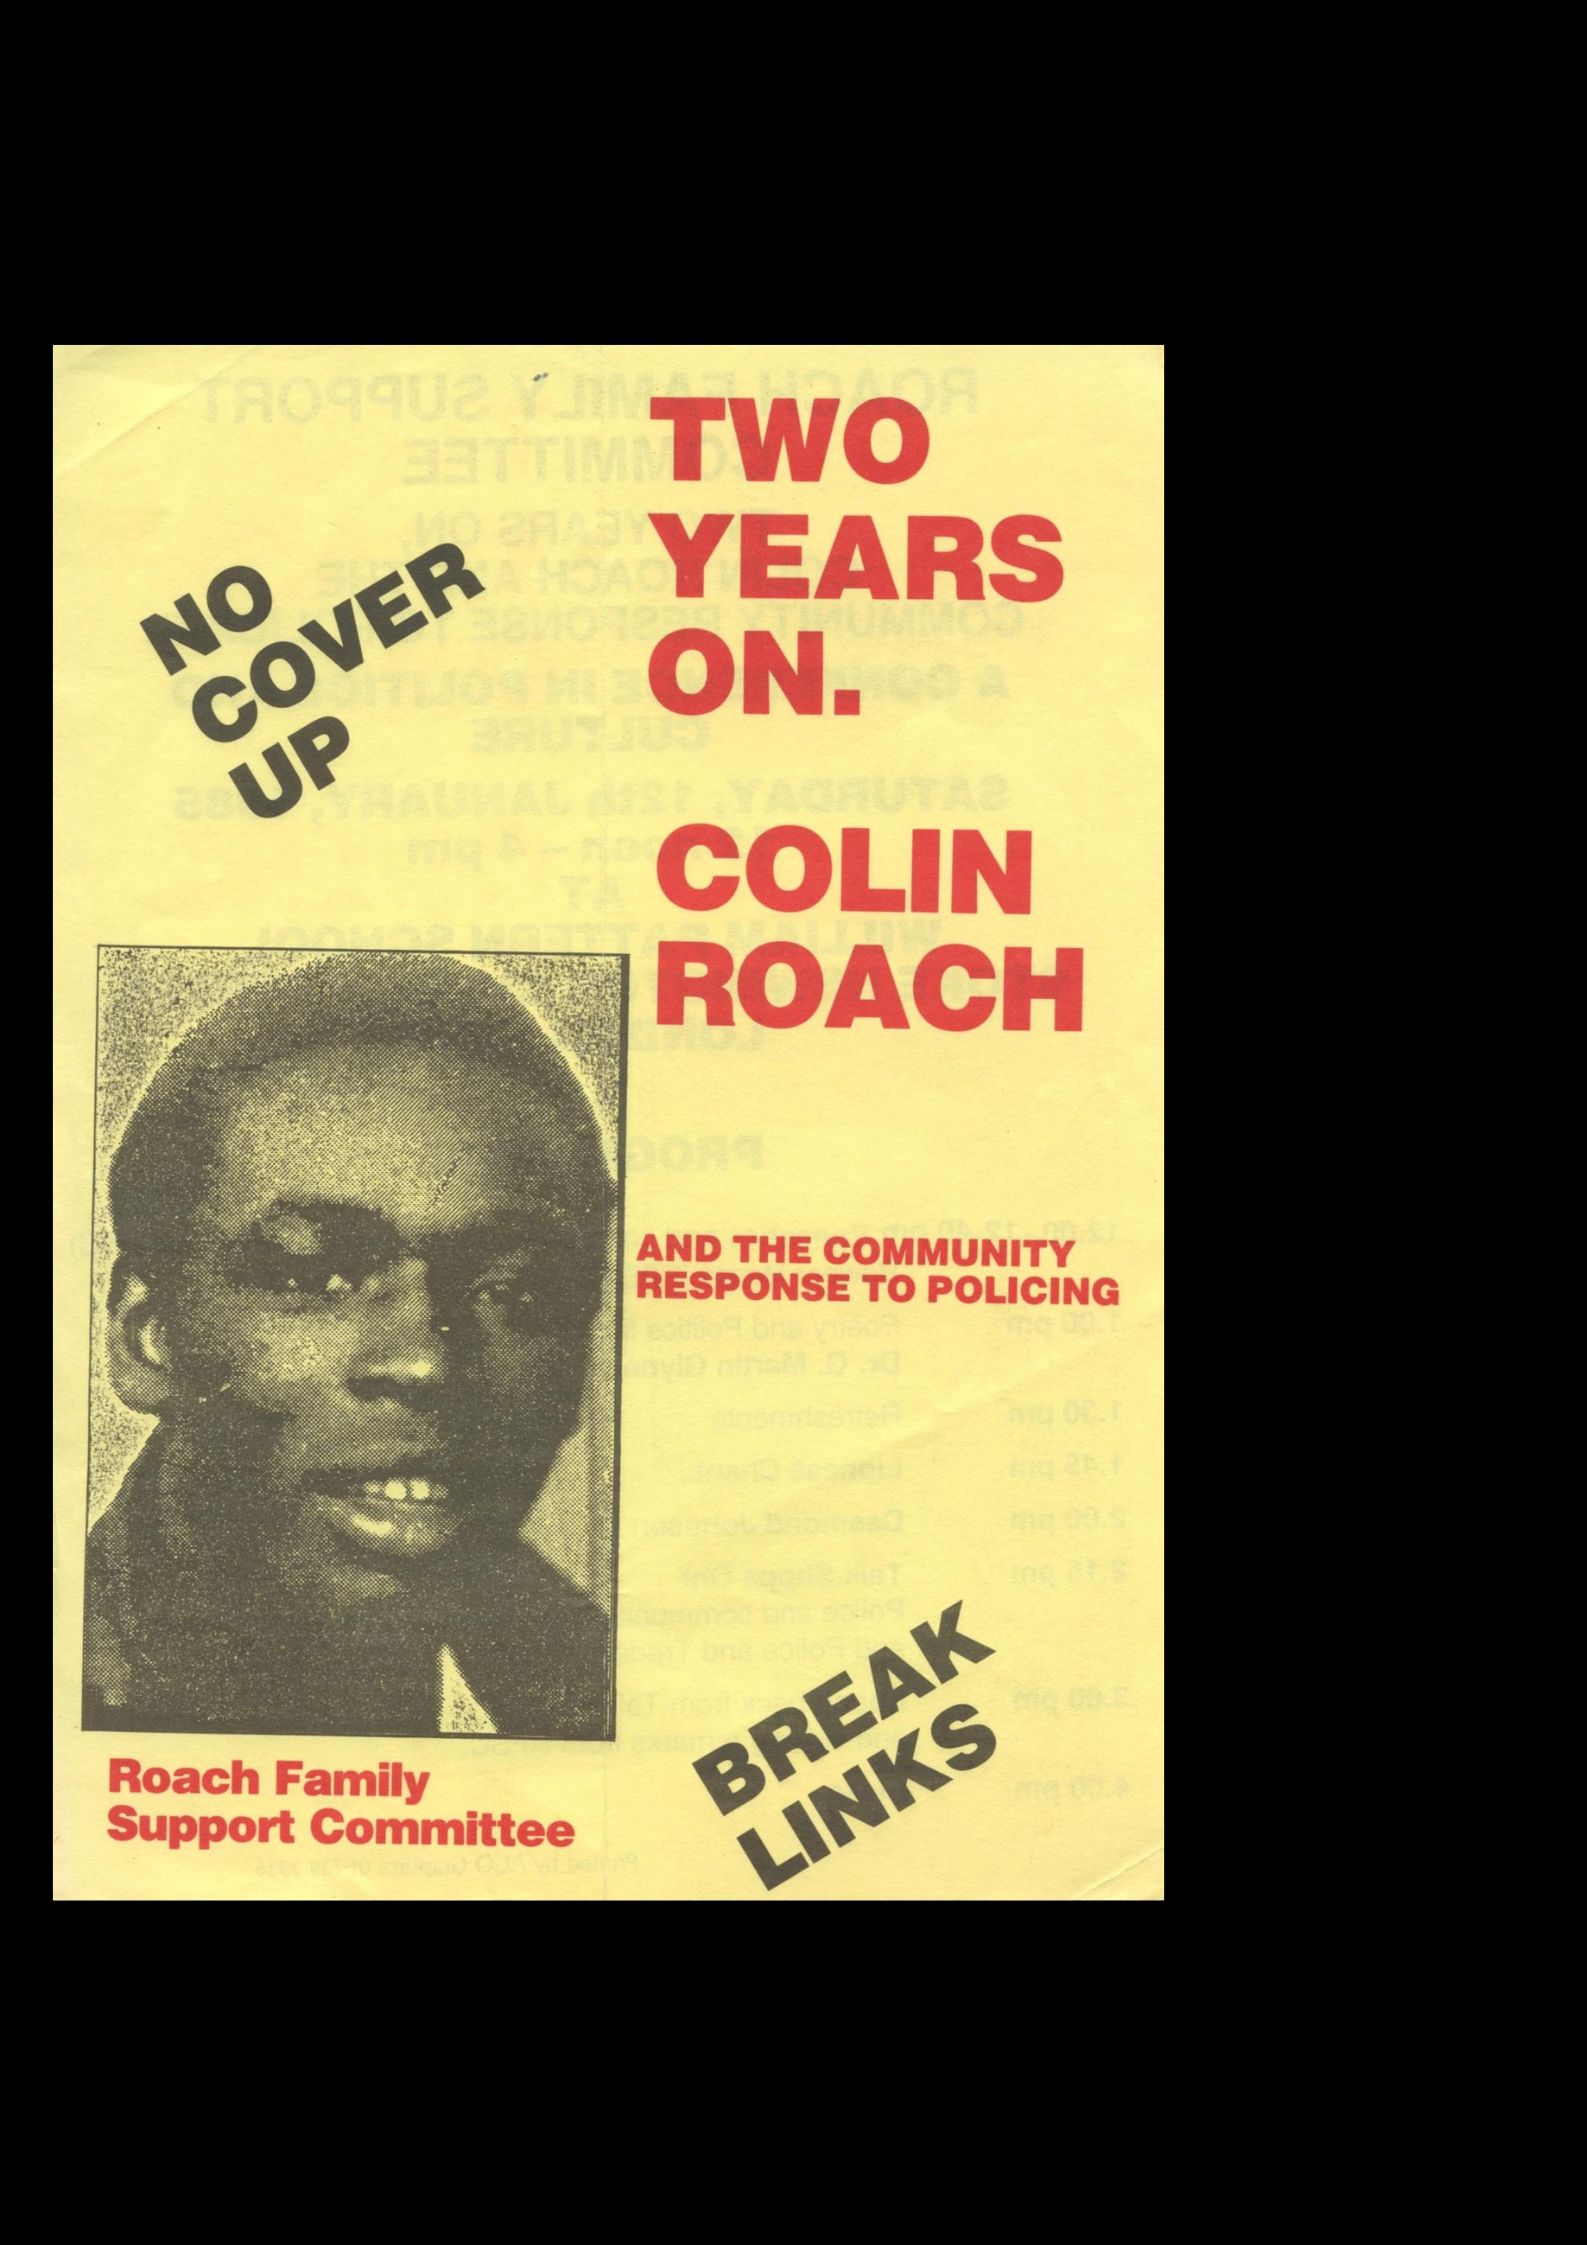 NO
COVER
UP
TWO
YEARS
ON.
COLIN
ROACH
AND THE COMMUNITY
RESPONSE TO POLICING
Roach Family
Support Committee
BREAK
LINKS